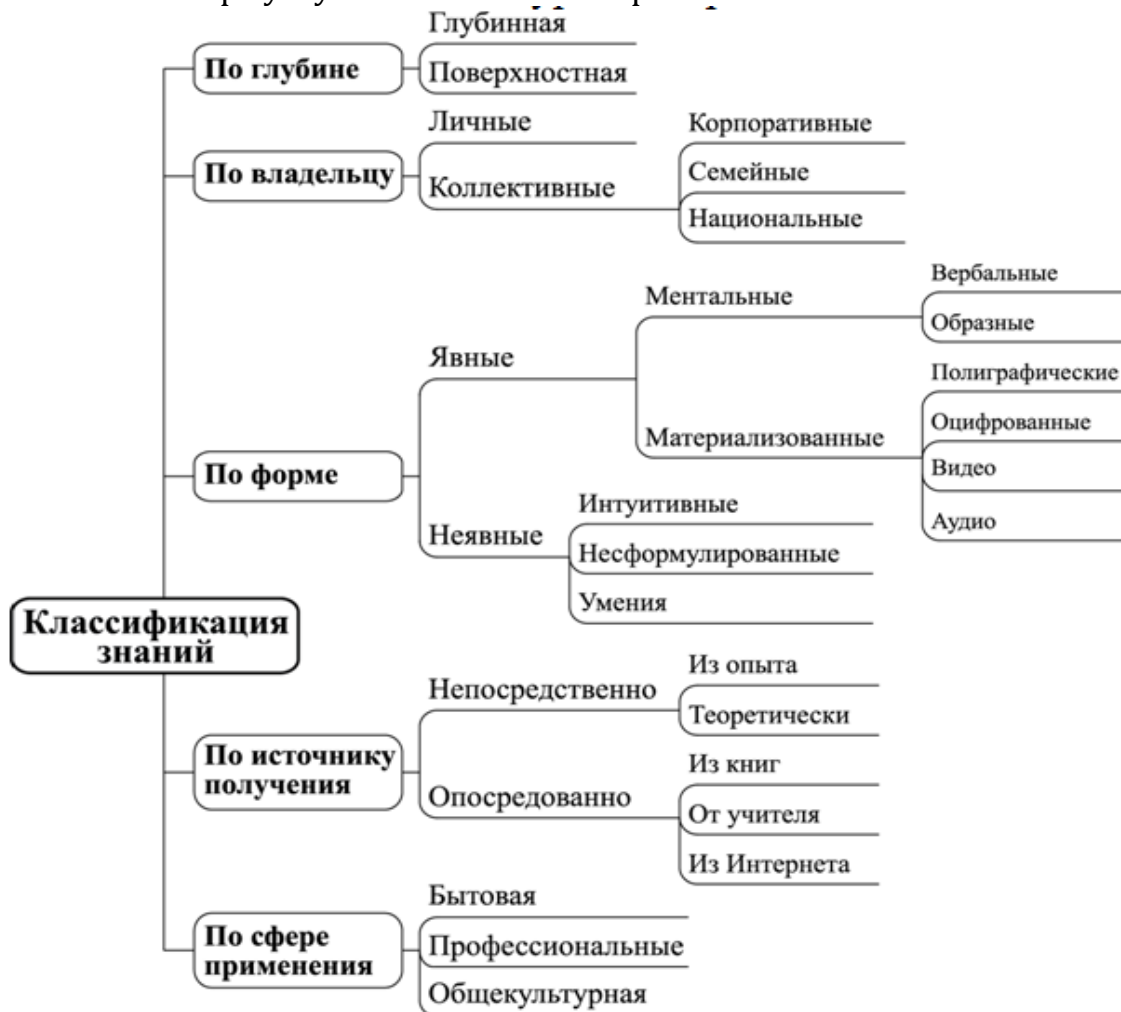 Глубинная
По глубине
Поверхностная
Личные
Корпоративные
По владельцу
Семейные
Коллективные
Национальные
Вербальные
Ментальные
Образные
Явные
Полиграфические
Оцифрованные
Материализованные
Видео
По форме
Интуитивные
Аудио
Неявные
Несформулированные
Умения
Классификация
знаний
Из опыта
Непосредственно
Теоретически
По источнику
получения
Из книг
Опосредованно
От учителя
Из Интернета
Бытовая
По сфере
применения
Профессиональные
Общекультурная